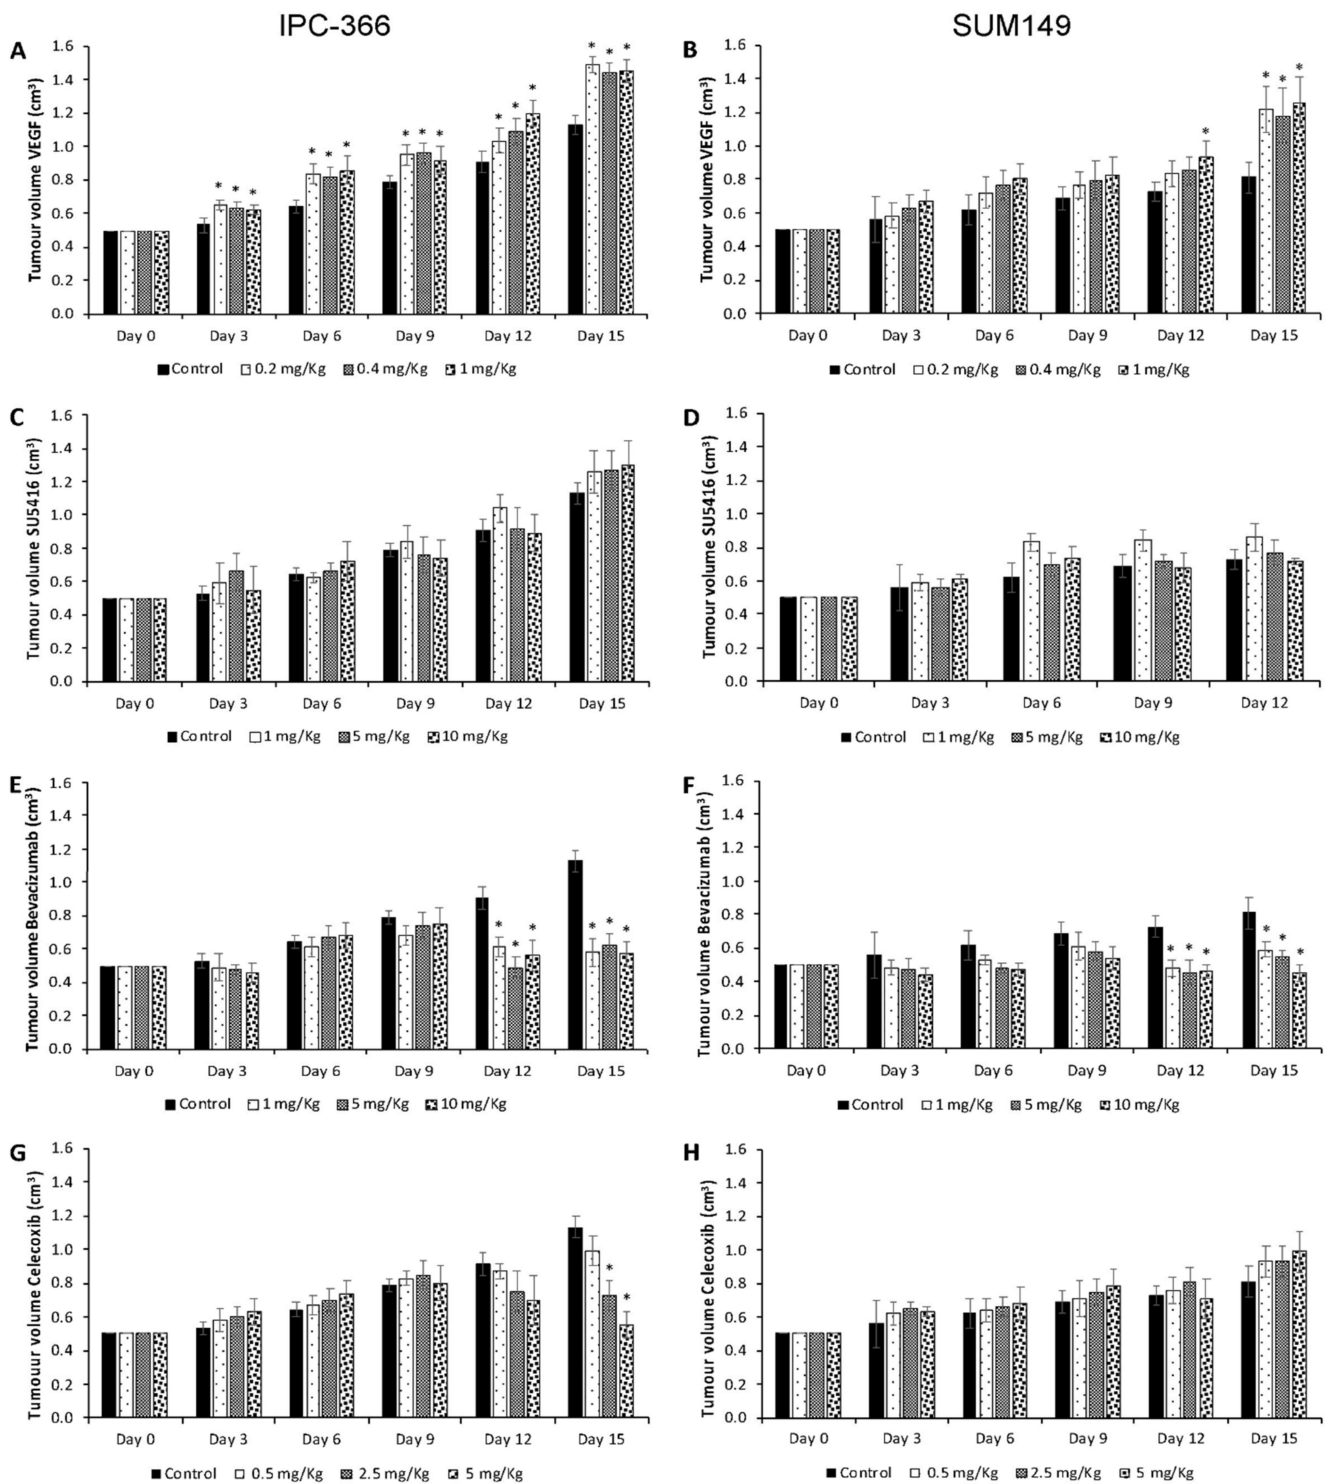 IPC-366
SUM149
A
Tumour volume VEGF (cm³)
1.6
1.4
1.2
1.0
0.8
0.6
0.4
0.2
0.0
* * *
* * *
* * *
* * *
* * *
Day 0 Day 3 Day 6 Day 9 Day 12 Day 15
Control 0.2 mg/Kg 0.4 mg/Kg 1 mg/Kg
B
Tumour volume VEGF (cm³)
1.6
1.4
1.2
1.0
0.8
0.6
0.4
0.2
0.0
*
* * *
Day 0 Day 3 Day 6 Day 9 Day 12 Day 15
Control 0.2 mg/Kg 0.4 mg/Kg 1 mg/Kg
C
Tumour volume SU5416 (cm³)
1.6
1.4
1.2
1.0
0.8
0.6
0.4
0.2
0.0
Day 0 Day 3 Day 6 Day 9 Day 12 Day 15
Control 1 mg/Kg 5 mg/Kg 10 mg/Kg
D
Tumour volume SU5416 (cm³)
1.6
1.4
1.2
1.0
0.8
0.6
0.4
0.2
0.0
Day 0 Day 3 Day 6 Day 9 Day 12
Control 1 mg/Kg 5 mg/Kg 10 mg/Kg
E
Tumour volume Bevacizumab (cm³)
1.6
1.4
1.2
1.0
0.8
0.6
0.4
0.2
0.0
* * *
* * *
Day 0 Day 3 Day 6 Day 9 Day 12 Day 15
Control 1 mg/Kg 5 mg/Kg 10 mg/Kg
F
Tumour volume Bevacizumab (cm³)
1.6
1.4
1.2
1.0
0.8
0.6
0.4
0.2
0.0
* * *
* * *
Day 0 Day 3 Day 6 Day 9 Day 12 Day 15
Control 1 mg/Kg 5 mg/Kg 10 mg/Kg
G
Tumour volume Celecoxib (cm³)
1.6
1.4
1.2
1.0
0.8
0.6
0.4
0.2
0.0
* *
Day 0 Day 3 Day 6 Day 9 Day 12 Day 15
Control 0.5 mg/Kg 2.5 mg/Kg 5 mg/Kg
H
Tumour volume Celecoxib (cm³)
1.6
1.4
1.2
1.0
0.8
0.6
0.4
0.2
0.0
Day 0 Day 3 Day 6 Day 9 Day 12 Day 15
Control 0.5 mg/Kg 2.5 mg/Kg 5 mg/Kg